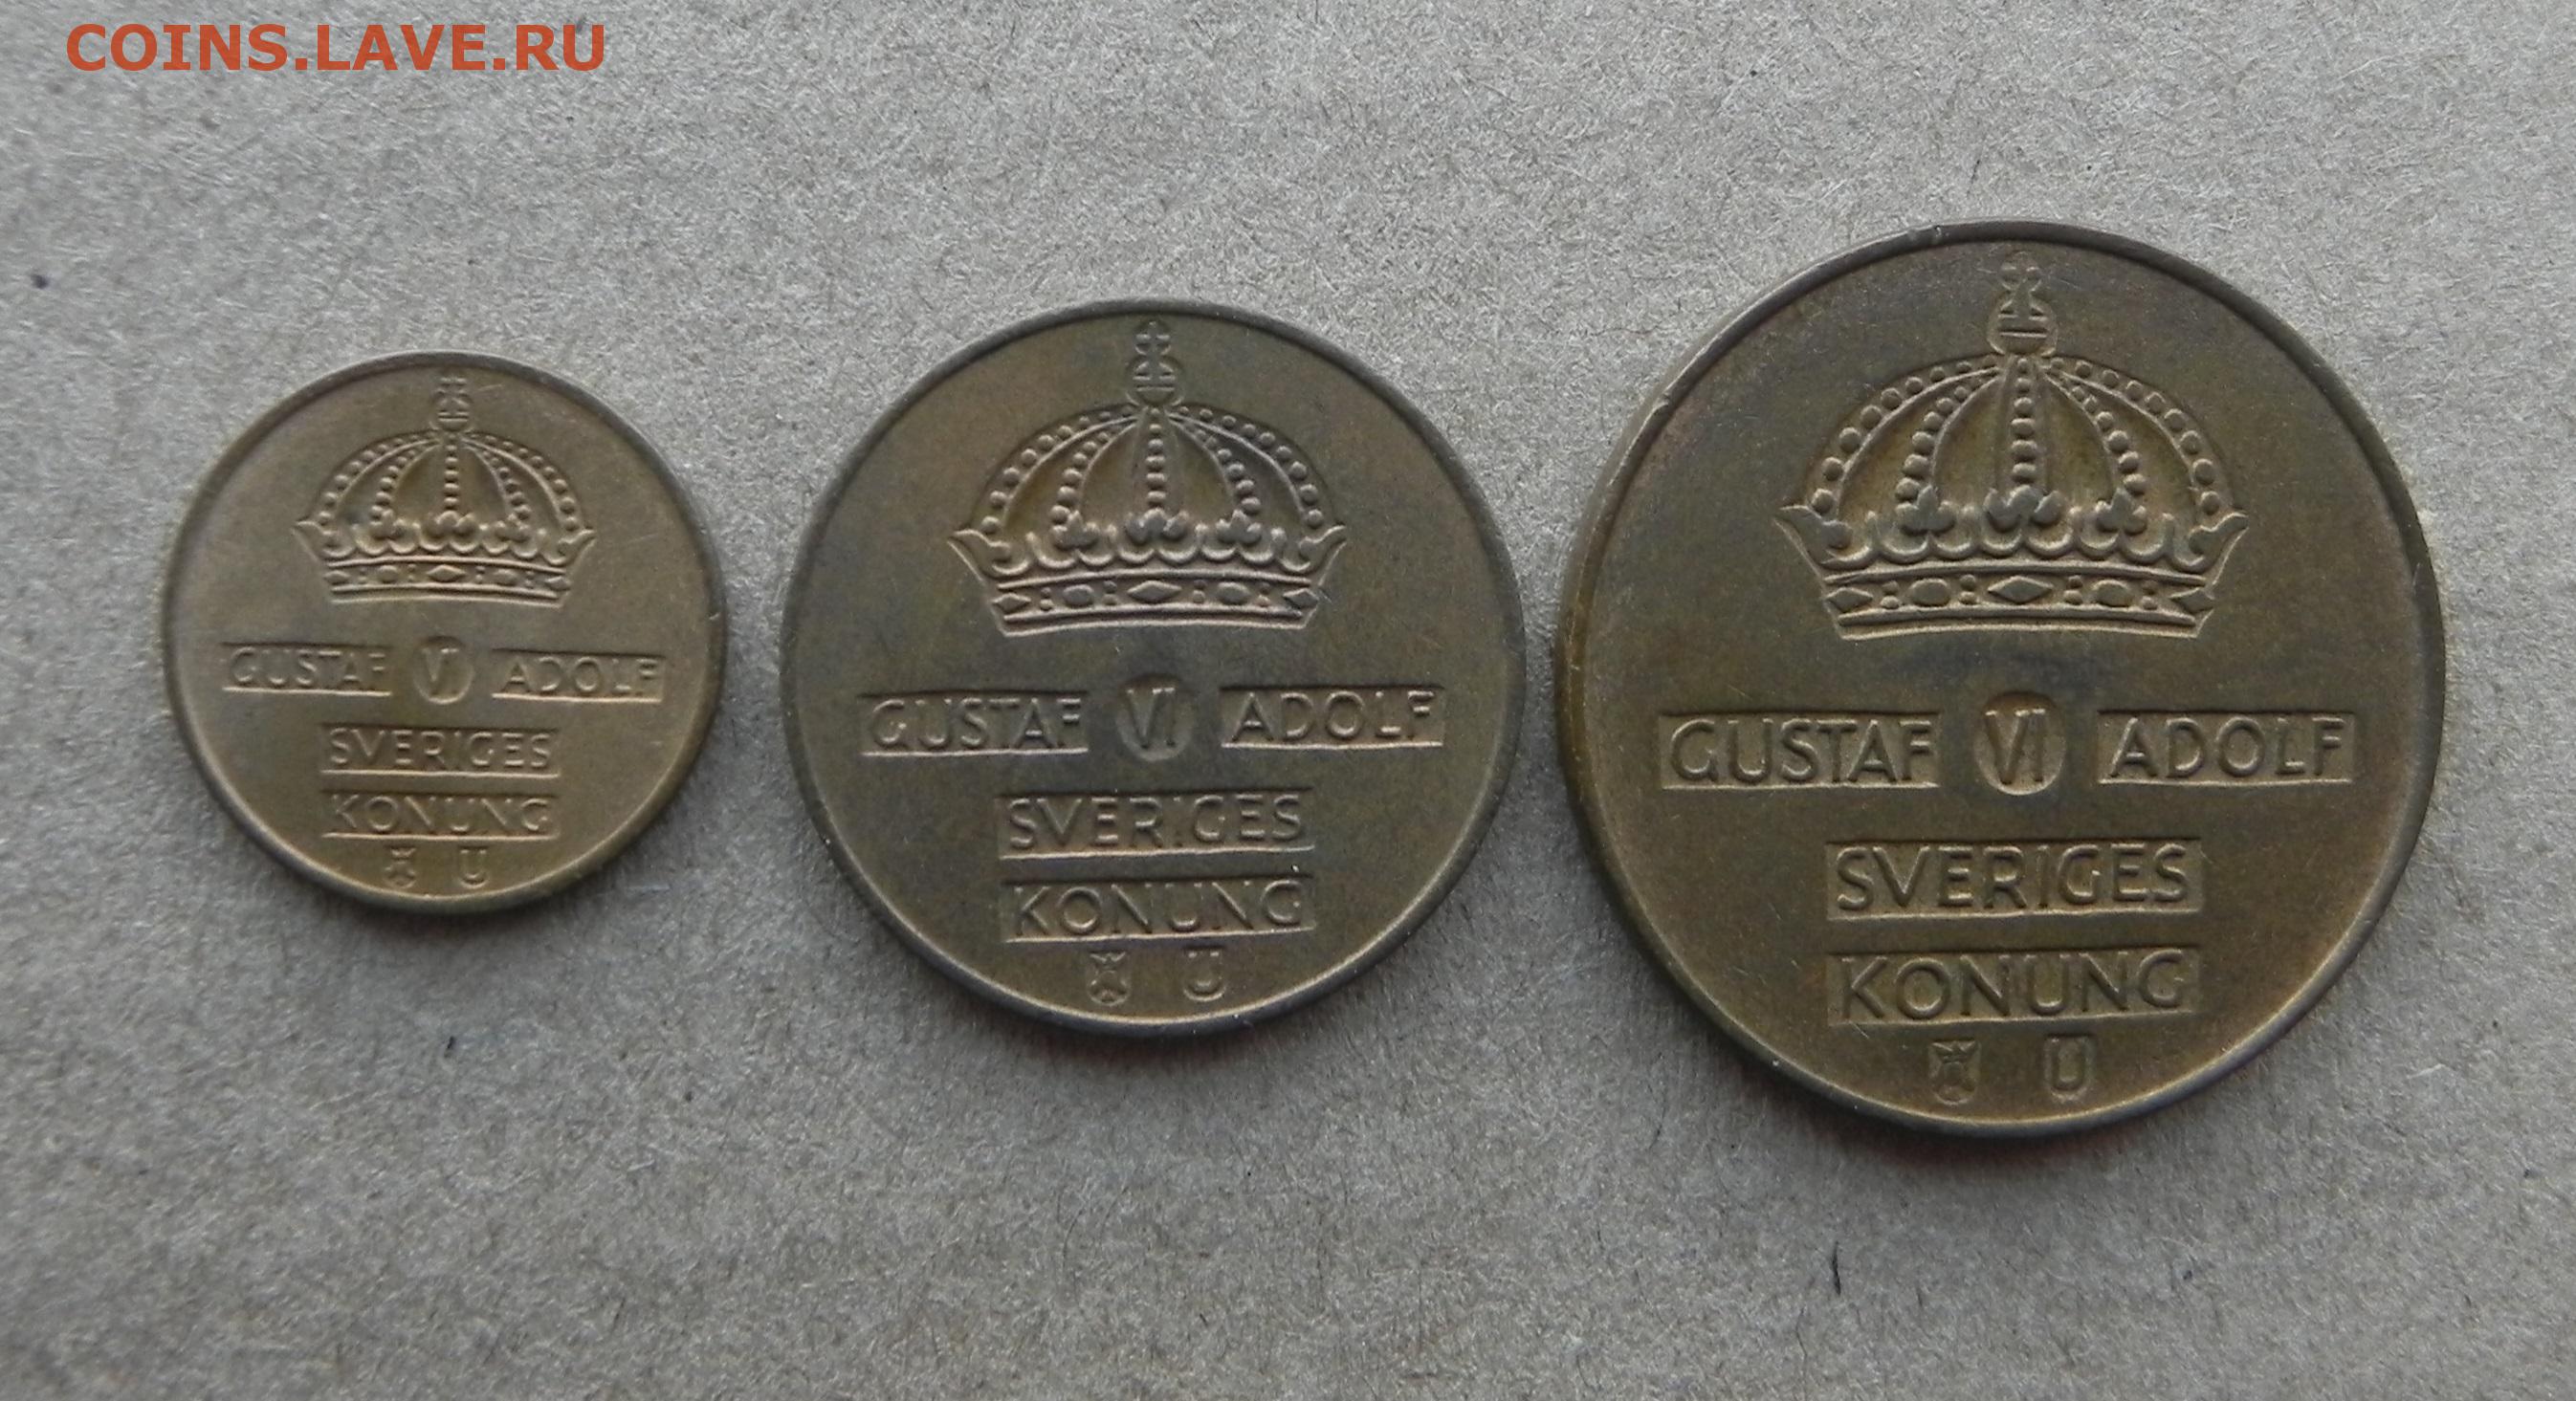 COINS.LAVE.RU
GUSTAF VI ADOLF
SVERIGES
KONUNG
U
GUSTAF VI ADOLF
SVERIGES
KONUNG
U
GUSTAF VI ADOLF
SVERIGES
KONUNG
U